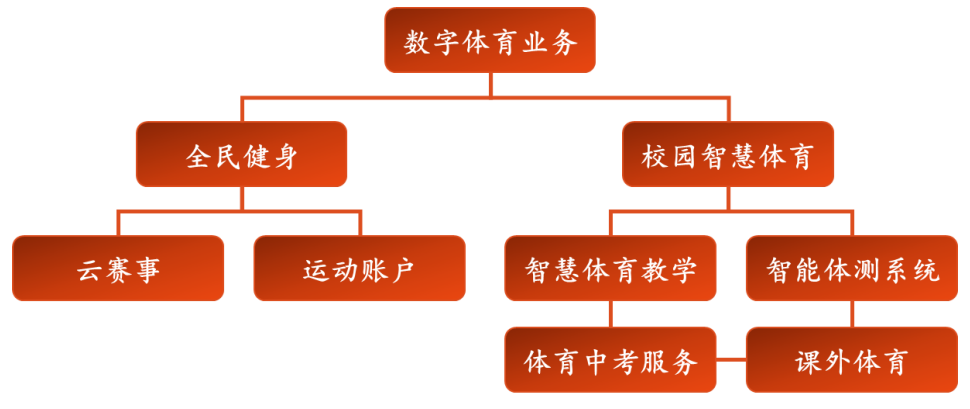 数字体育业务
全民健身
校园智慧体育
云赛事
运动账户
智慧体育教学
智能体测系统
体育中考服务
课外体育